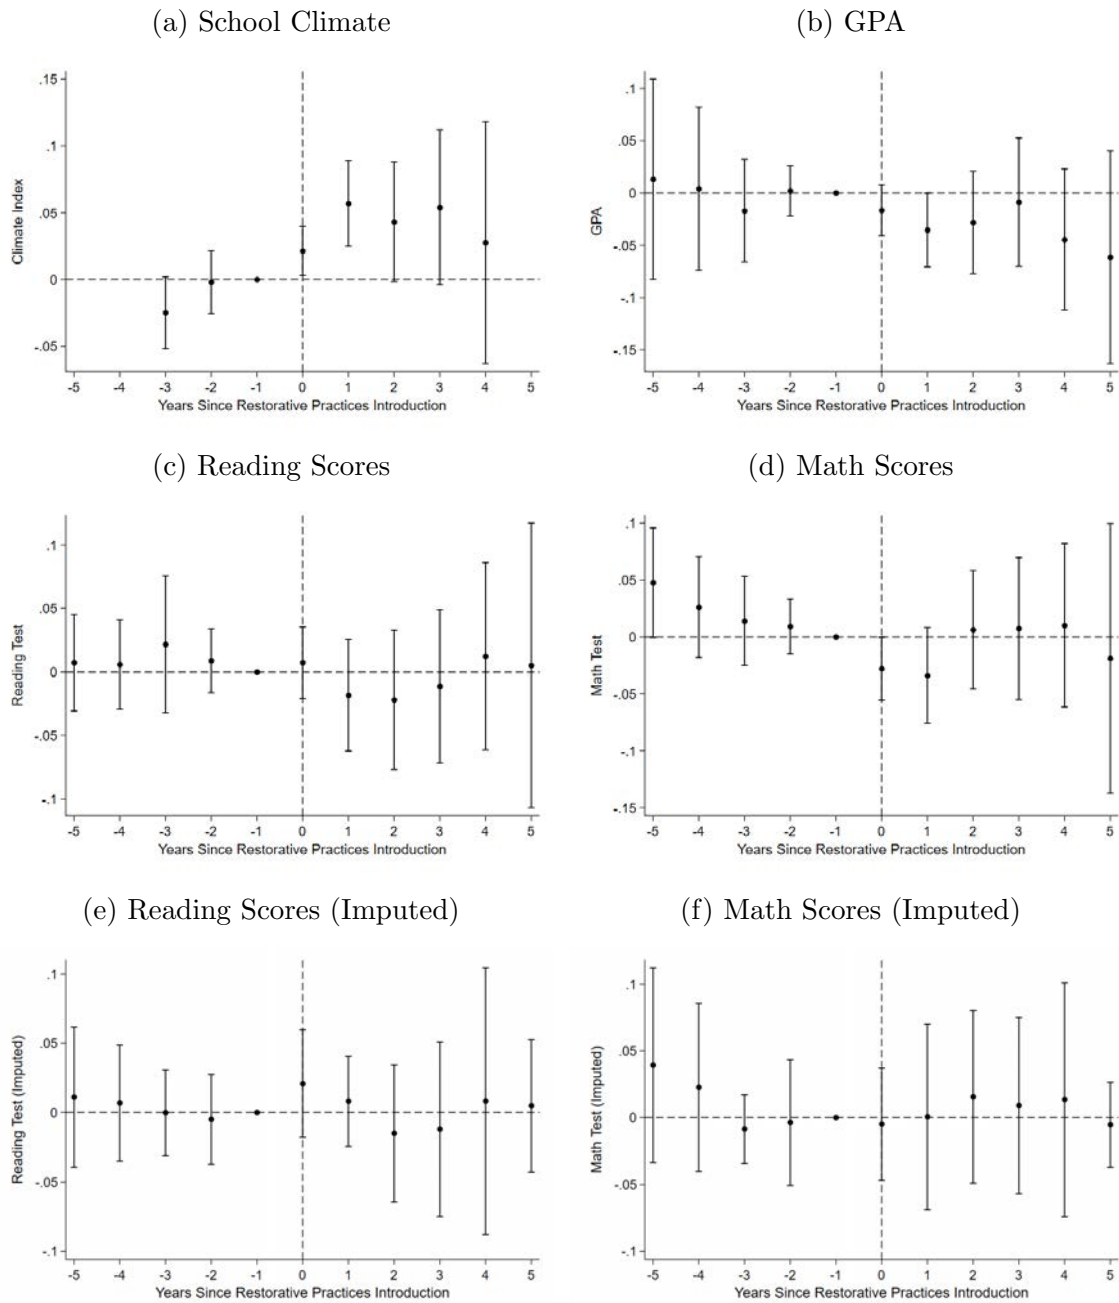 (a) School Climate
.15
.1
.05
0
-.05
Climate Index
-5 -4 -3 -2 -1 0 1 2 3 4 5
Years Since Restorative Practices Introduction
(b) GPA
.1
.05
0
-.05
-.1
-.15
GPA
-5 -4 -3 -2 -1 0 1 2 3 4 5
Years Since Restorative Practices Introduction
(c) Reading Scores
.1
.05
0
-.05
-.1
Reading Test
-5 -4 -3 -2 -1 0 1 2 3 4 5
Years Since Restorative Practices Introduction
(d) Math Scores
.1
.05
0
-.05
-.1
-.15
Math Test
-5 -4 -3 -2 -1 0 1 2 3 4 5
Years Since Restorative Practices Introduction
(e) Reading Scores (Imputed)
.1
.05
0
-.05
-.1
Reading Test (Imputed)
-5 -4 -3 -2 -1 0 1 2 3 4 5
Years Since Restorative Practices Introduction
(f) Math Scores (Imputed)
.1
.05
0
-.05
-.1
Math Test (Imputed)
-5 -4 -3 -2 -1 0 1 2 3 4 5
Years Since Restorative Practices Introduction